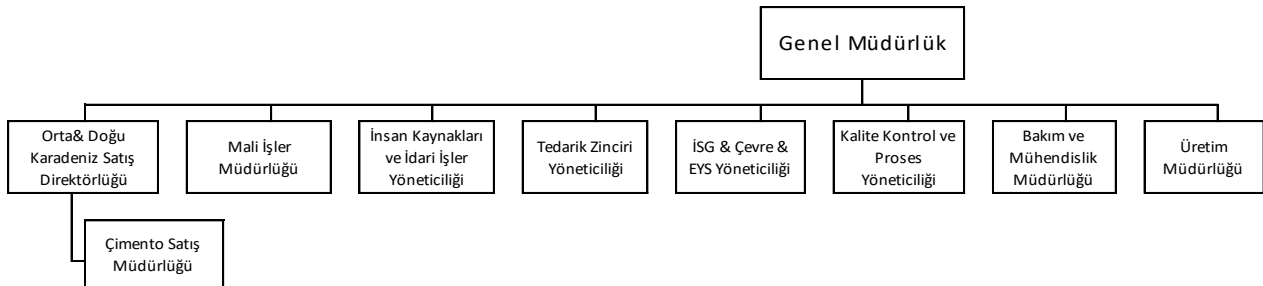 Genel Müdürlük
Orta& Doğu
Karadeniz Satış
Direktörlüğü
Mali İşler
Müdürlüğü
İnsan Kaynakları
ve İdari İşler
Yöneticiliği
Tedarik Zinciri
Yöneticiliği
İSG & Çevre &
EYS Yöneticiliği
Kalite Kontrol ve
Proses
Yöneticiliği
Bakım ve
Mühendislik
Müdürlüğü
Üretim
Müdürlüğü
Çimento Satış
Müdürlüğü